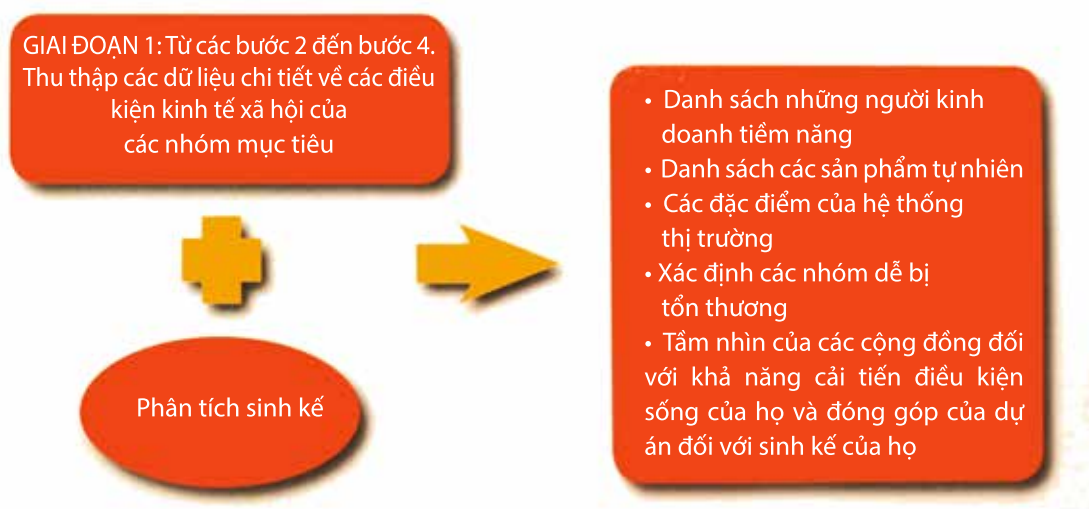 GIAI ĐOẠN 1: Từ các bước 2 đến bước 4.
Thu thập các dữ liệu chi tiết về các điều
kiện kinh tế xã hội của
các nhóm mục tiêu
Phân tích sinh kế
• Danh sách những người kinh
doanh tiềm năng
• Danh sách các sản phẩm tự nhiên
• Các đặc điểm của hệ thống
thị trường
• Xác định các nhóm dễ bị
tổn thương
• Tầm nhìn của các cộng đồng đối
với khả năng cải tiến điều kiện
sống của họ và đóng góp của dự
án đối với sinh kế của họ